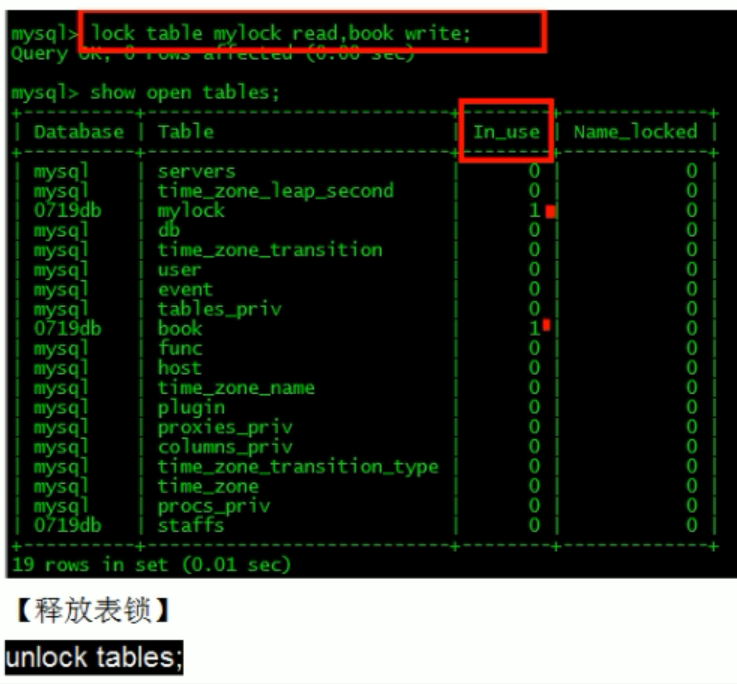 mysql> lock table mylock read,book write;
Query OK, 0 rows affected (0.00 sec)
mysql> show open tables;
| Database | Table | In_use | Name_locked |
| mysql | servers | 0 | 0 |
| mysql | time_zone_leap_second | 0 | 0 |
| 0719db | mylock | 1 | 0 |
| mysql | db | 0 | 0 |
| mysql | time_zone_transition | 0 | 0 |
| mysql | user | 0 | 0 |
| mysql | event | 0 | 0 |
| mysql | tables_priv | 0 | 0 |
| 0719db | book | 1 | 0 |
| mysql | func | 0 | 0 |
| mysql | host | 0 | 0 |
| mysql | time_zone_name | 0 | 0 |
| mysql | plugin | 0 | 0 |
| mysql | proxies_priv | 0 | 0 |
| mysql | columns_priv | 0 | 0 |
| mysql | time_zone_transition_type | 0 | 0 |
| mysql | time_zone | 0 | 0 |
| mysql | procs_priv | 0 | 0 |
| 0719db | staffs | 0 | 0 |
19 rows in set (0.01 sec)
【释放表锁】
unlock tables;